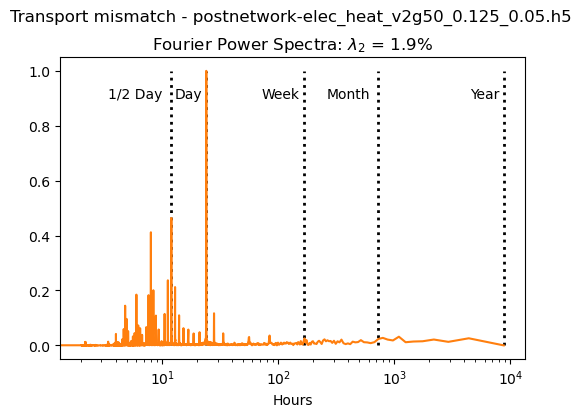 Transport mismatch - postnetwork-elec_heat_v2g50_0.125_0.05.h5
Fourier Power Spectra: λ₂ = 1.9%
1.0
1/2 Day Day Week Month Year
0.8
0.6
0.4
0.2
0.0
10¹ 10² 10³ 10⁴
Hours